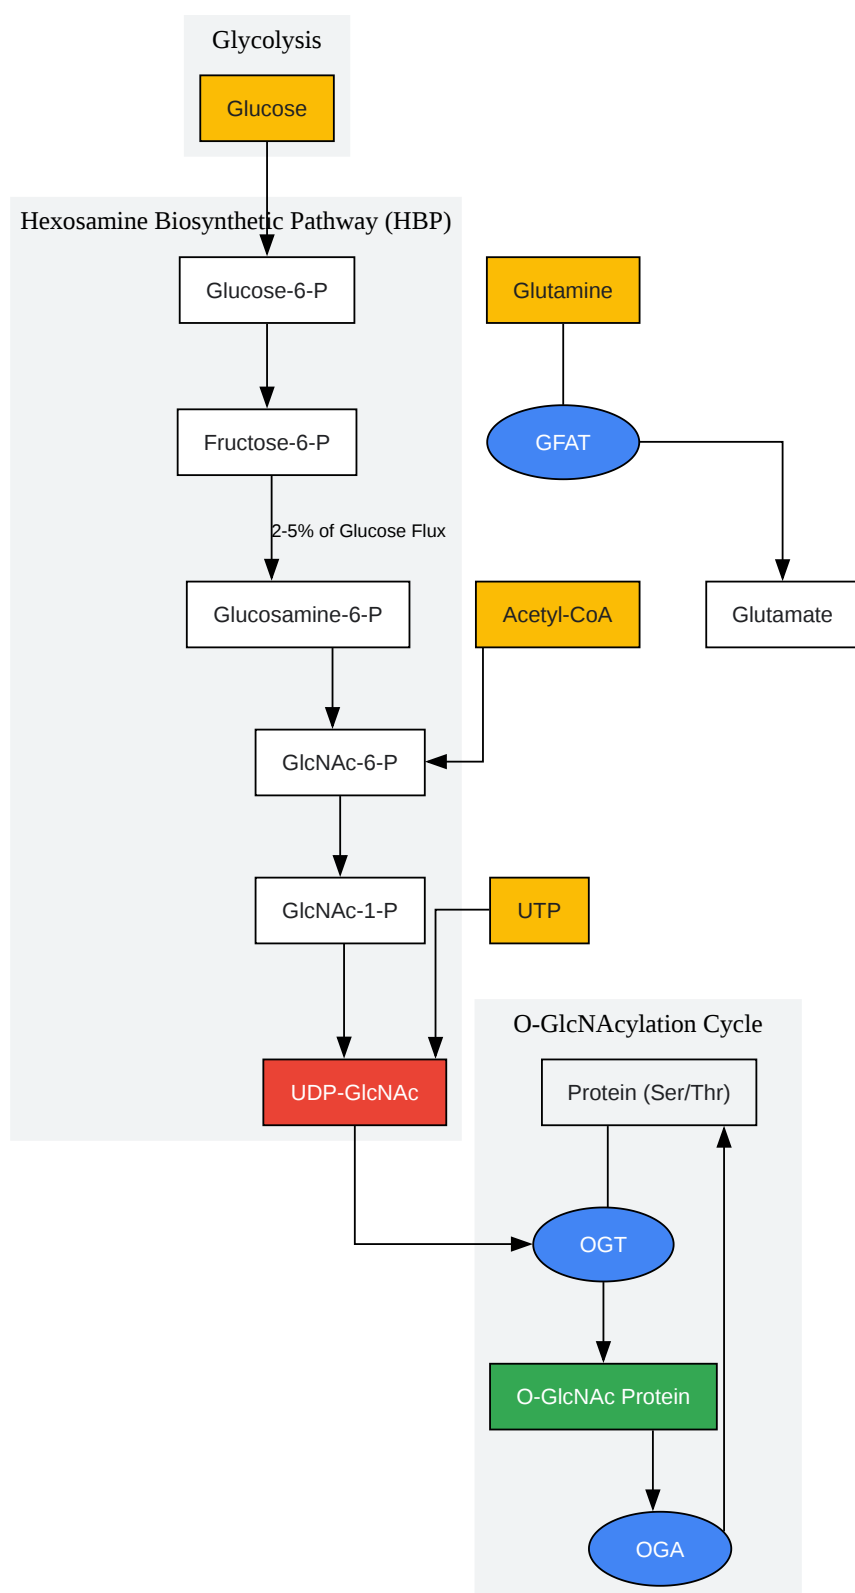 Glycolysis
Glucose
Hexosamine Biosynthetic Pathway (HBP)
Glucose-6-P
Glutamine
Fructose-6-P
GFAT
2-5% of Glucose Flux
Glucosamine-6-P
Acetyl-CoA
Glutamate
GlcNAc-6-P
GlcNAc-1-P
UTP
O-GlcNAcylation Cycle
UDP-GlcNAc
Protein (Ser/Thr)
OGT
O-GlcNAc Protein
OGA